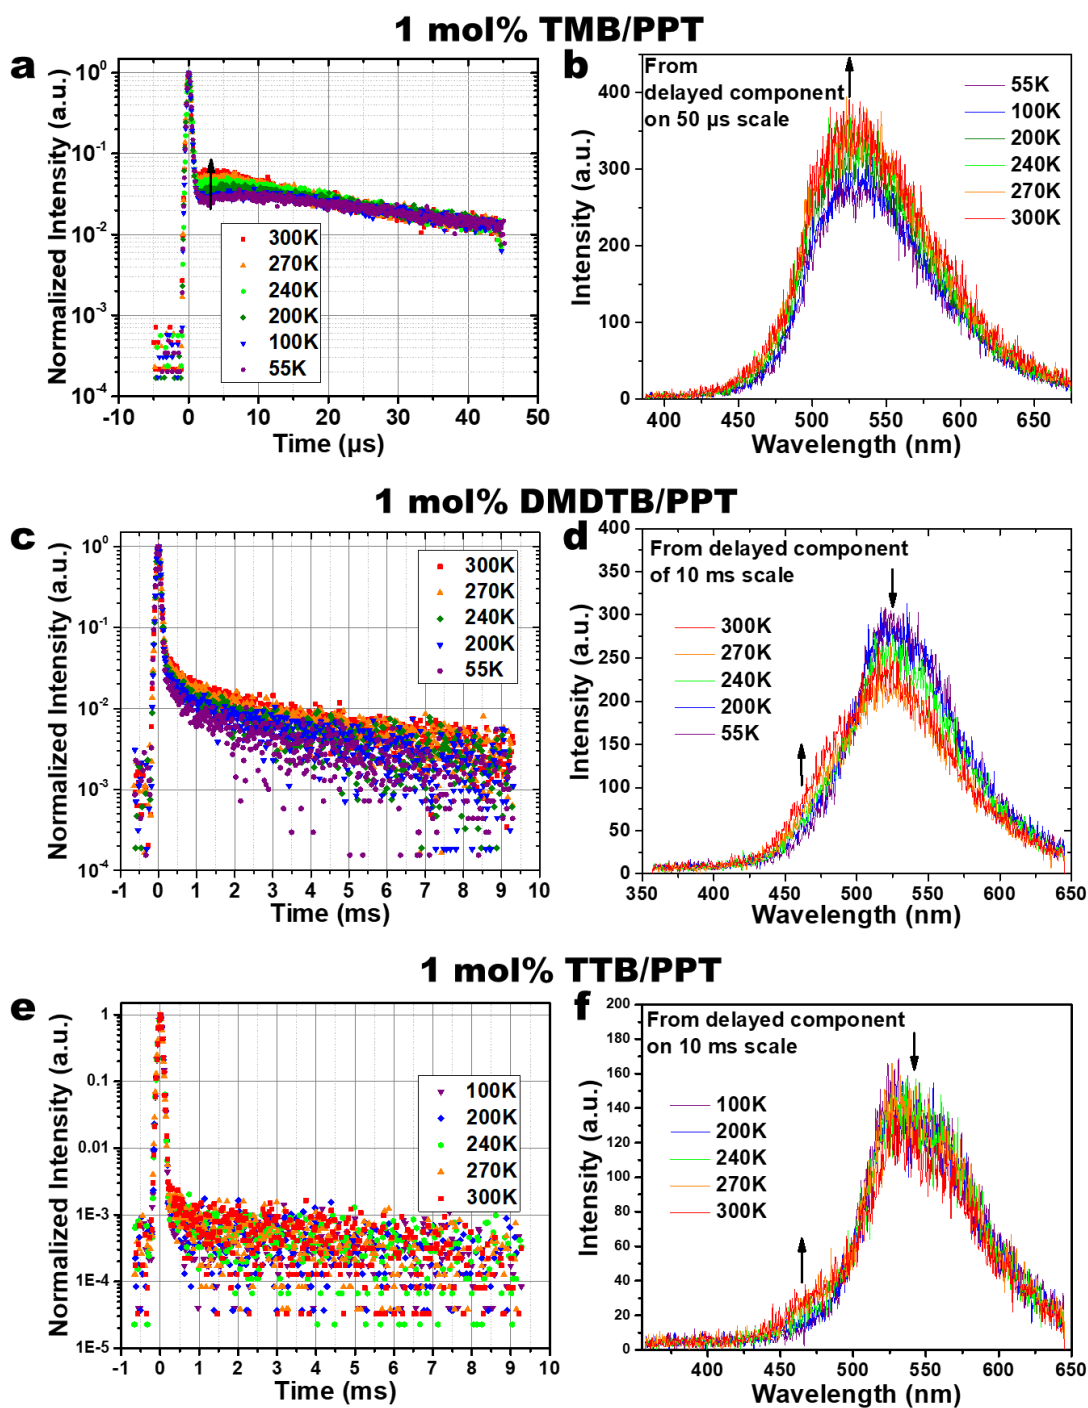 1 mol% TMB/PPT
a
Normalized Intensity (a.u.)
10⁰
10⁻¹
10⁻²
10⁻³
10⁻⁴
300K
270K
240K
200K
100K
55K
-10 0 10 20 30 40 50
Time (µs)
b
From
delayed component
on 50 µs scale
Intensity (a.u.)
400
300
200
100
0
55K
100K
200K
240K
270K
300K
400 450 500 550 600 650
Wavelength (nm)
1 mol% DMDTB/PPT
c
Normalized Intensity (a.u.)
10⁰
10⁻¹
10⁻²
10⁻³
10⁻⁴
300K
270K
240K
200K
55K
-1 0 1 2 3 4 5 6 7 8 9 10
Time (ms)
d
From delayed component
of 10 ms scale
Intensity (a.u.)
400
350
300
250
200
150
100
50
0
300K
270K
240K
200K
55K
350 400 450 500 550 600 650
Wavelength (nm)
1 mol% TTB/PPT
e
Normalized Intensity (a.u.)
1
0.1
0.01
1E-3
1E-4
1E-5
100K
200K
240K
270K
300K
-1 0 1 2 3 4 5 6 7 8 9 10
Time (ms)
f
From delayed component
on 10 ms scale
Intensity (a.u.)
200
180
160
140
120
100
80
60
40
20
0
100K
200K
240K
270K
300K
400 450 500 550 600 650
Wavelength (nm)